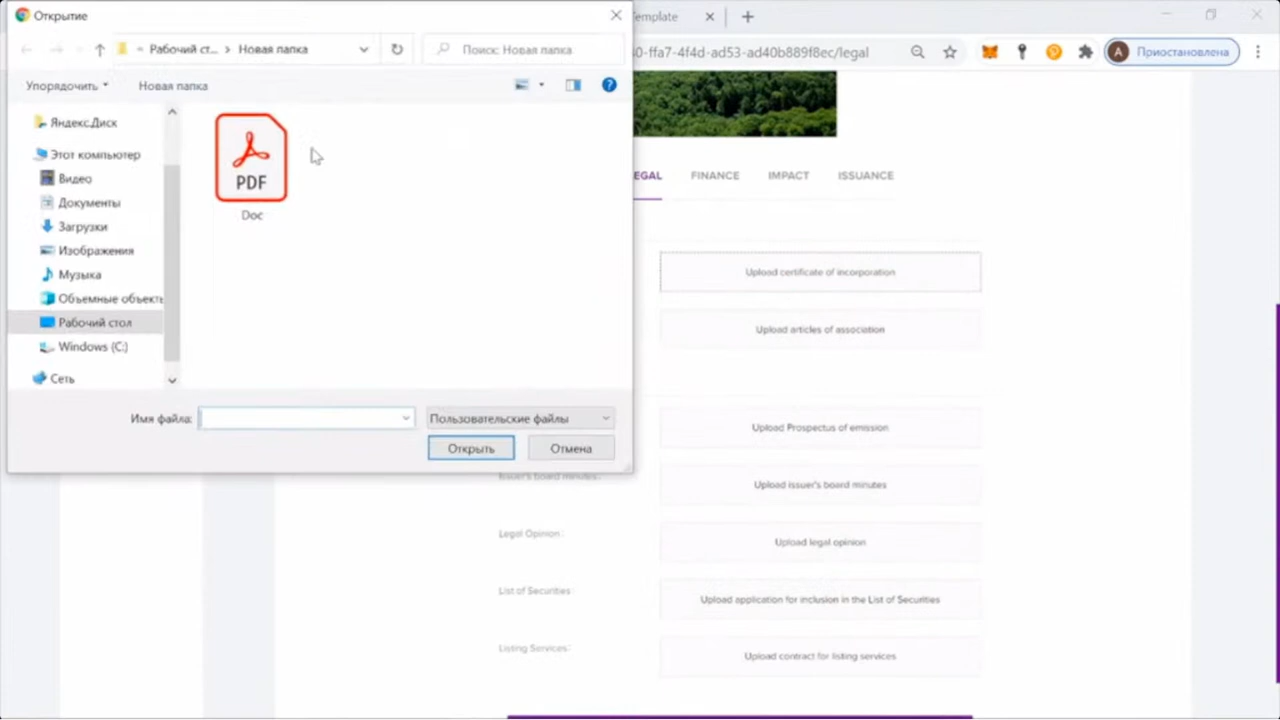 Открытие
Template
Рабочий ст... › Новая папка
Поиск: Новая папка
0-ffa7-4f4d-ad53-ad40b889f8ec/legal
A
Приостановлена
Упорядочить
Новая папка
Яндекс.Диск
Этот компьютер
Видео
Документы
Загрузки
Изображения
Музыка
Объемные объекты
Рабочий стол
Windows (C:)
Сеть
PDF
Doc
Имя файла:
Пользовательские файлы
Открыть
Отмена
EGAL
FINANCE
IMPACT
ISSUANCE
Upload certificate of incorporation
Upload articles of association
Upload Prospectus of emission
Issuer's board minutes:
Upload issuer's board minutes
Legal Opinion:
Upload legal opinion
List of Securities
Upload application for inclusion in the List of Securities
Listing Services:
Upload contract for listing services